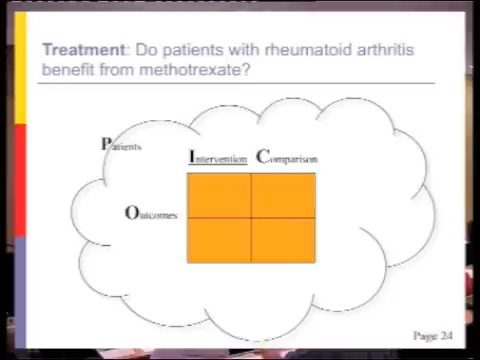 Treatment: Do patients with rheumatoid arthritis
benefit from methotrexate?
Patients
Intervention Comparison
Outcomes
Page 24